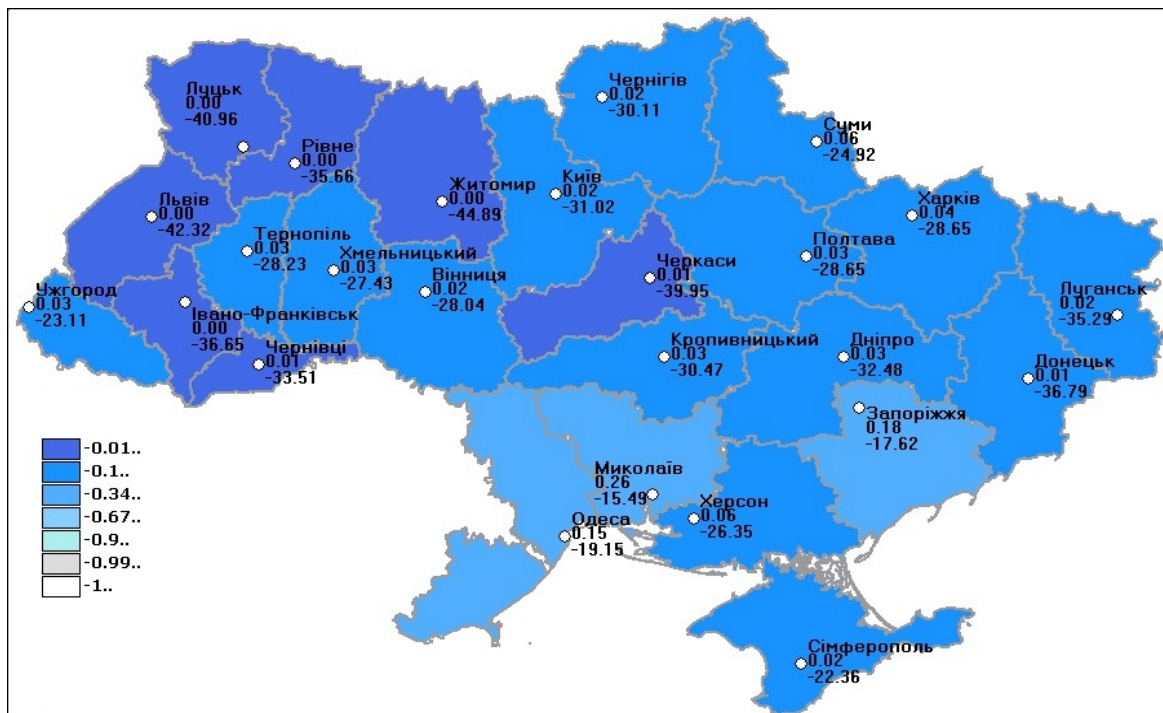 Луцьк
0.00
-40.96
Рівне
0.00
-35.66
Житомир
0.00
-44.89
Київ
0.02
-31.02
Чернігів
0.02
-30.11
Суми
0.06
-24.92
Львів
0.00
-42.32
Тернопіль
0.03
-28.23
Хмельницький
0.03
-27.43
Вінниця
0.02
-28.04
Черкаси
0.01
-39.95
Полтава
0.03
-28.65
Харків
0.04
-28.65
Луганськ
0.02
-35.29
Ужгород
0.03
-23.11
Івано-Франківськ
0.00
-36.65
Чернівці
0.01
-33.51
Кропивницький
0.03
-30.47
Дніпро
0.03
-32.48
Донецьк
0.01
-36.79
Запоріжжя
0.18
-17.62
Миколаїв
0.26
-15.49
Одеса
0.15
-19.15
Херсон
0.06
-26.35
Сімферополь
0.02
-22.36
-0.01..
-0.1..
-0.34..
-0.67..
-0.9..
-0.99..
-1..